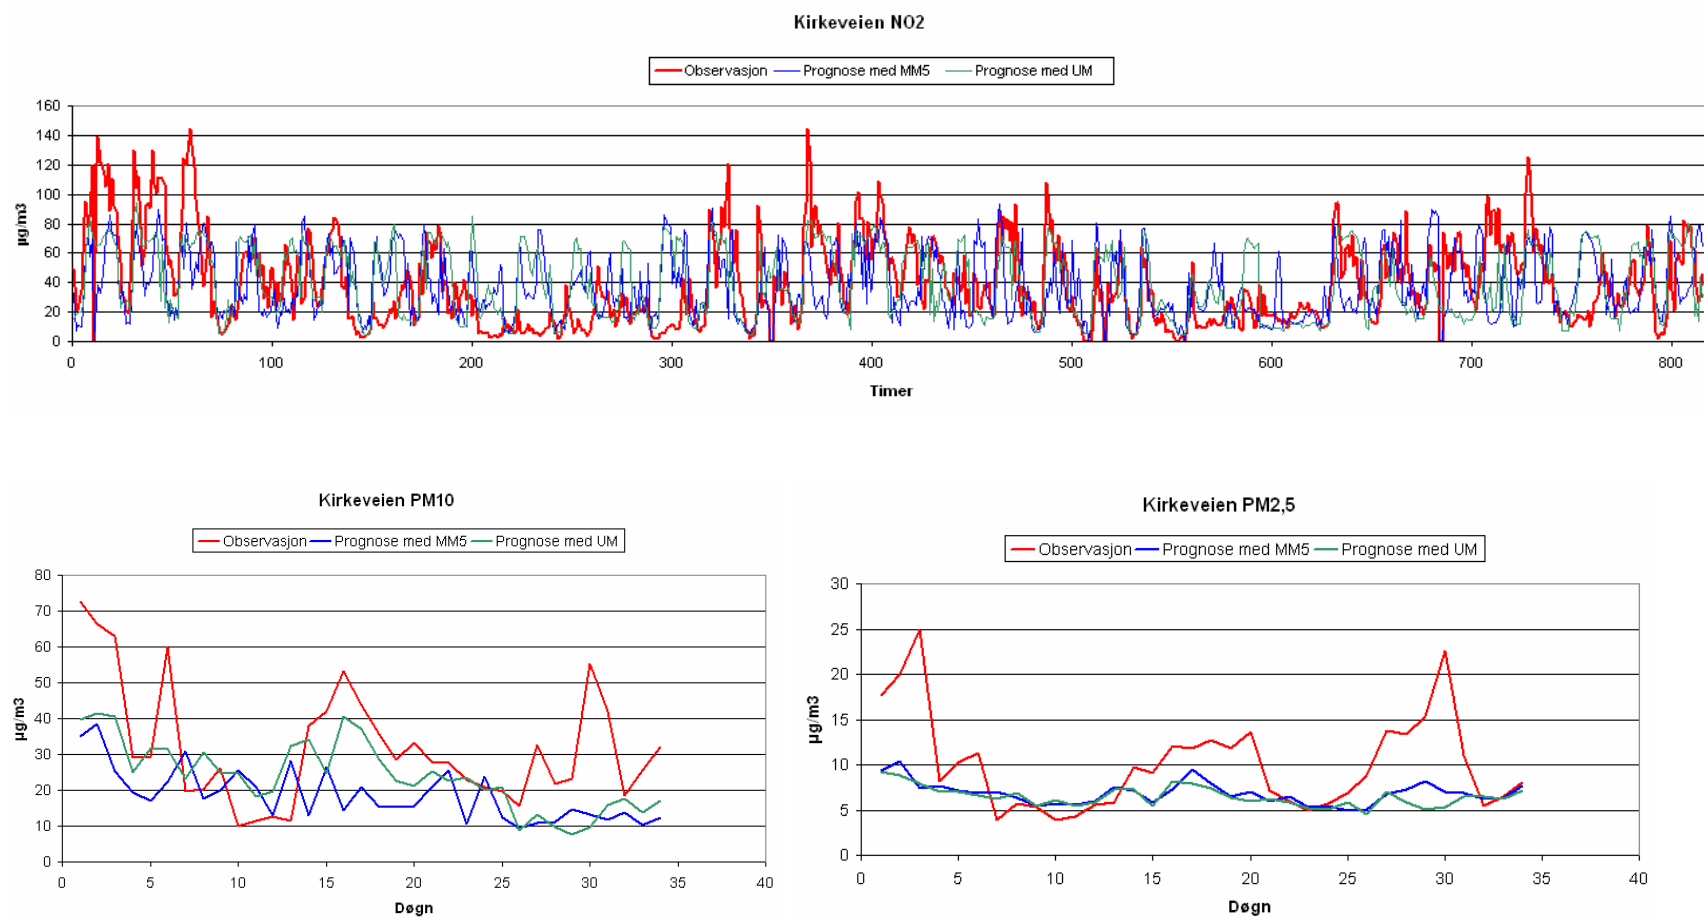 Kirkeveien NO2
Observasjon Prognose med MM5 Prognose med UM
160
140
120
100
80
60
40
20
0
µg/m3
0 100 200 300 400 500 600 700 800
Timer
Kirkeveien PM10
Observasjon Prognose med MM5 Prognose med UM
80
70
60
50
40
30
20
10
0
µg/m3
0 5 10 15 20 25 30 35 40
Døgn
Kirkeveien PM2,5
Observasjon Prognose med MM5 Prognose med UM
30
25
20
15
10
5
0
µg/m3
0 5 10 15 20 25 30 35 40
Døgn